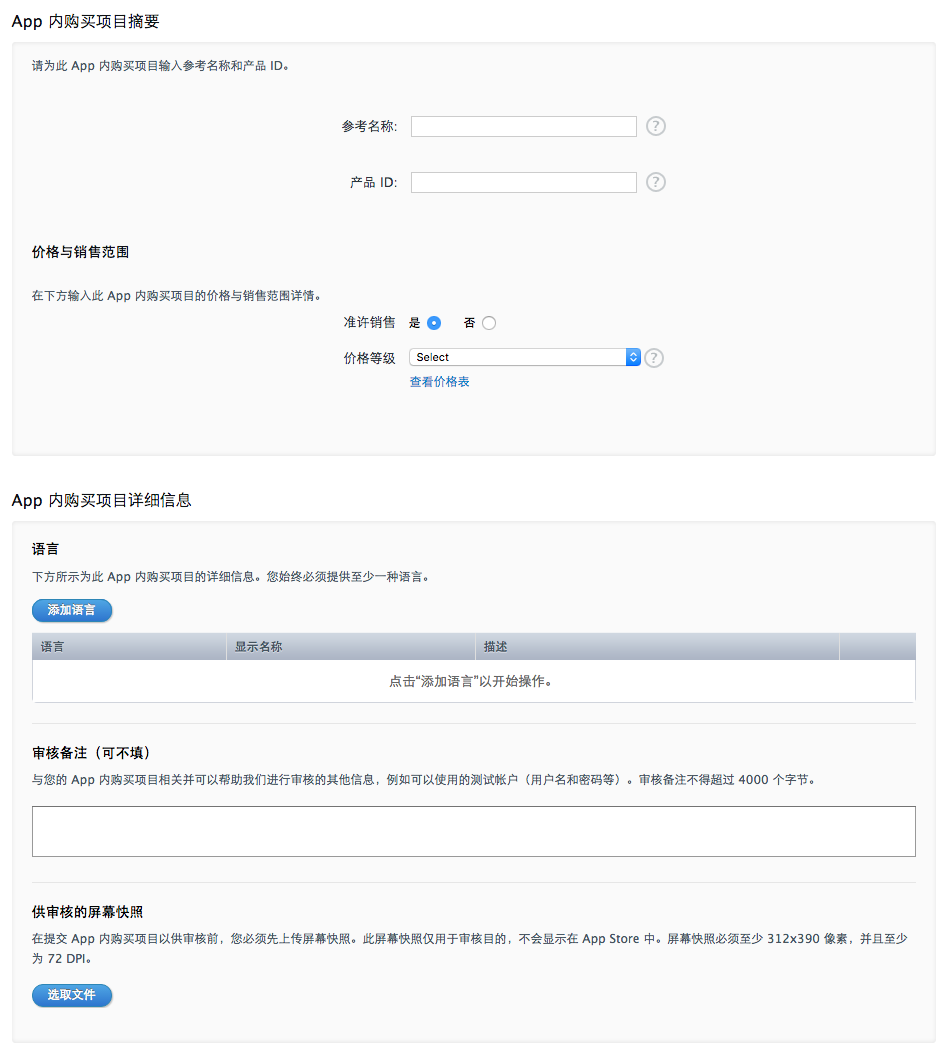 App 内购买项目摘要
请为此 App 内购买项目输入参考名称和产品 ID。
参考名称: ?
产品 ID: ?
价格与销售范围
在下方输入此 App 内购买项目的价格与销售范围详情。
准许销售 是 否
价格等级 Select ?
查看价格表
App 内购买项目详细信息
语言
下方所示为此 App 内购买项目的详细信息。您始终必须提供至少一种语言。
添加语言
语言 显示名称 描述
点击“添加语言”以开始操作。
审核备注（可不填）
与您的 App 内购买项目相关并可以帮助我们进行审核的其他信息，例如可以使用的测试帐户（用户名和密码等）。审核备注不得超过 4000 个字节。
供审核的屏幕快照
在提交 App 内购买项目以供审核前，您必须先上传屏幕快照。此屏幕快照仅用于审核目的，不会显示在 App Store 中。屏幕快照必须至少 312x390 像素，并且至少
为 72 DPI。
选取文件